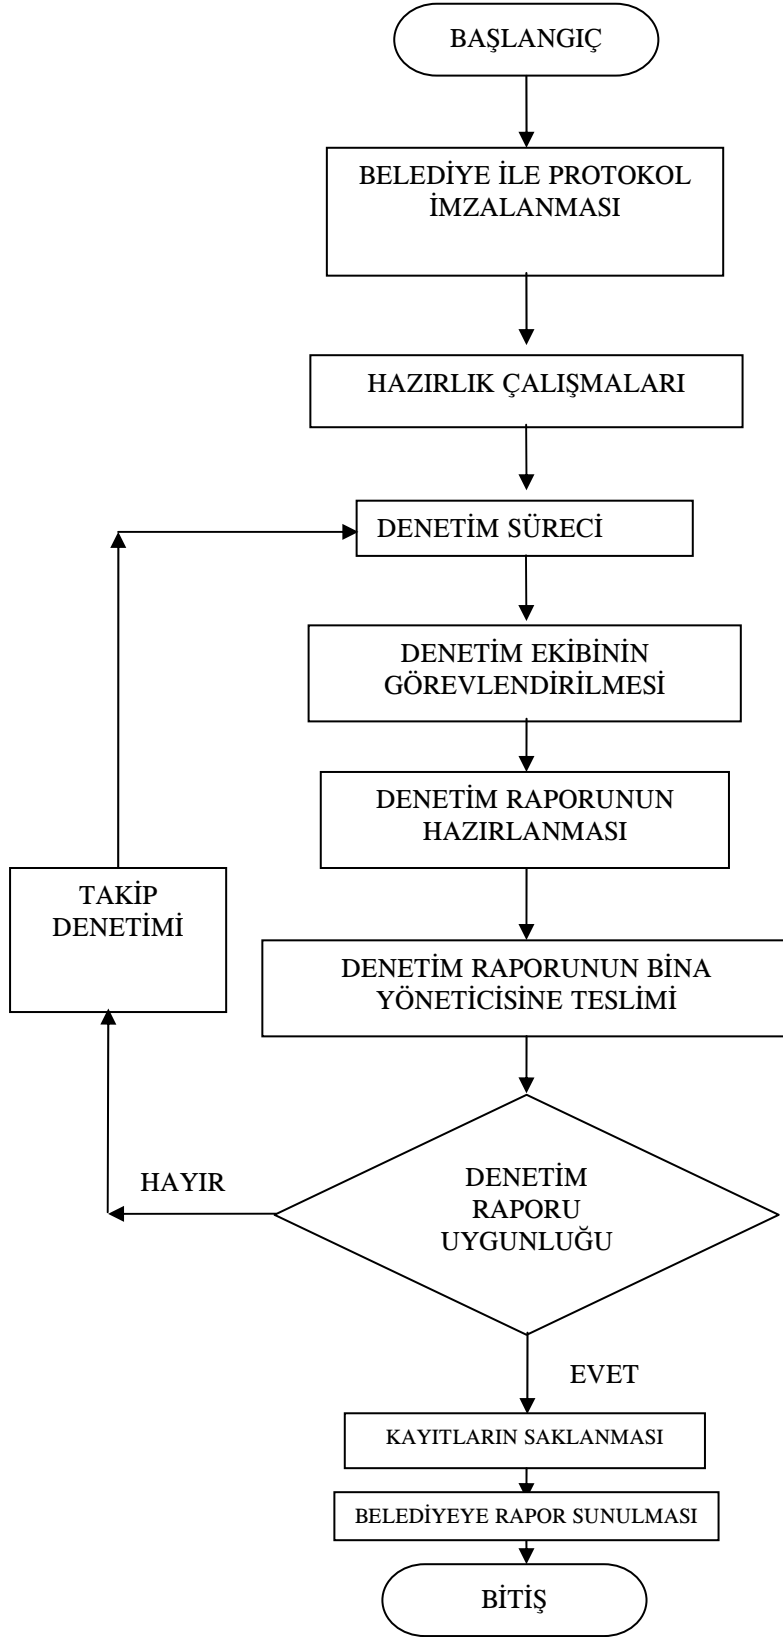 BAŞLANGIÇ
BELEDİYE İLE PROTOKOL
İMZALANMASI
HAZIRLIK ÇALIŞMALARI
DENETİM SÜRECİ
DENETİM EKİBİNİN
GÖREVLENDİRİLMESİ
DENETİM RAPORUNUN
HAZIRLANMASI
TAKİP
DENETİMİ
DENETİM RAPORUNUN BİNA
YÖNETİCİSİNE TESLİMİ
HAYIR
DENETİM
RAPORU
UYGUNLUĞU
EVET
KAYITLARIN SAKLANMASI
BELEDİYEYE RAPOR SUNULMASI
BİTİŞ